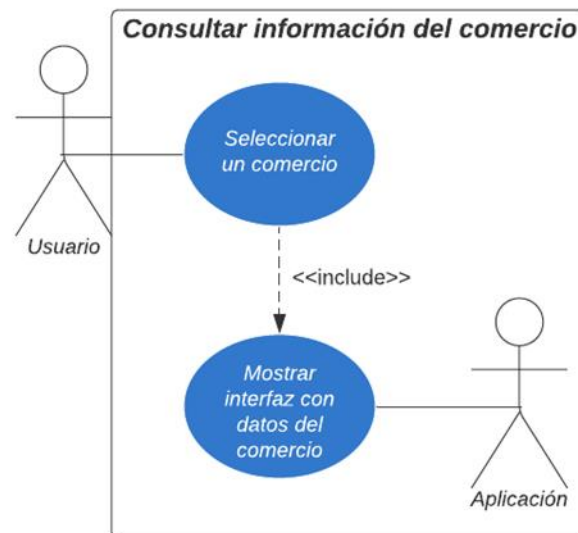 Consultar información del comercio
Seleccionar
un comercio
Usuario
<<include>>
Mostrar
interfaz con
datos del
comercio
Aplicación